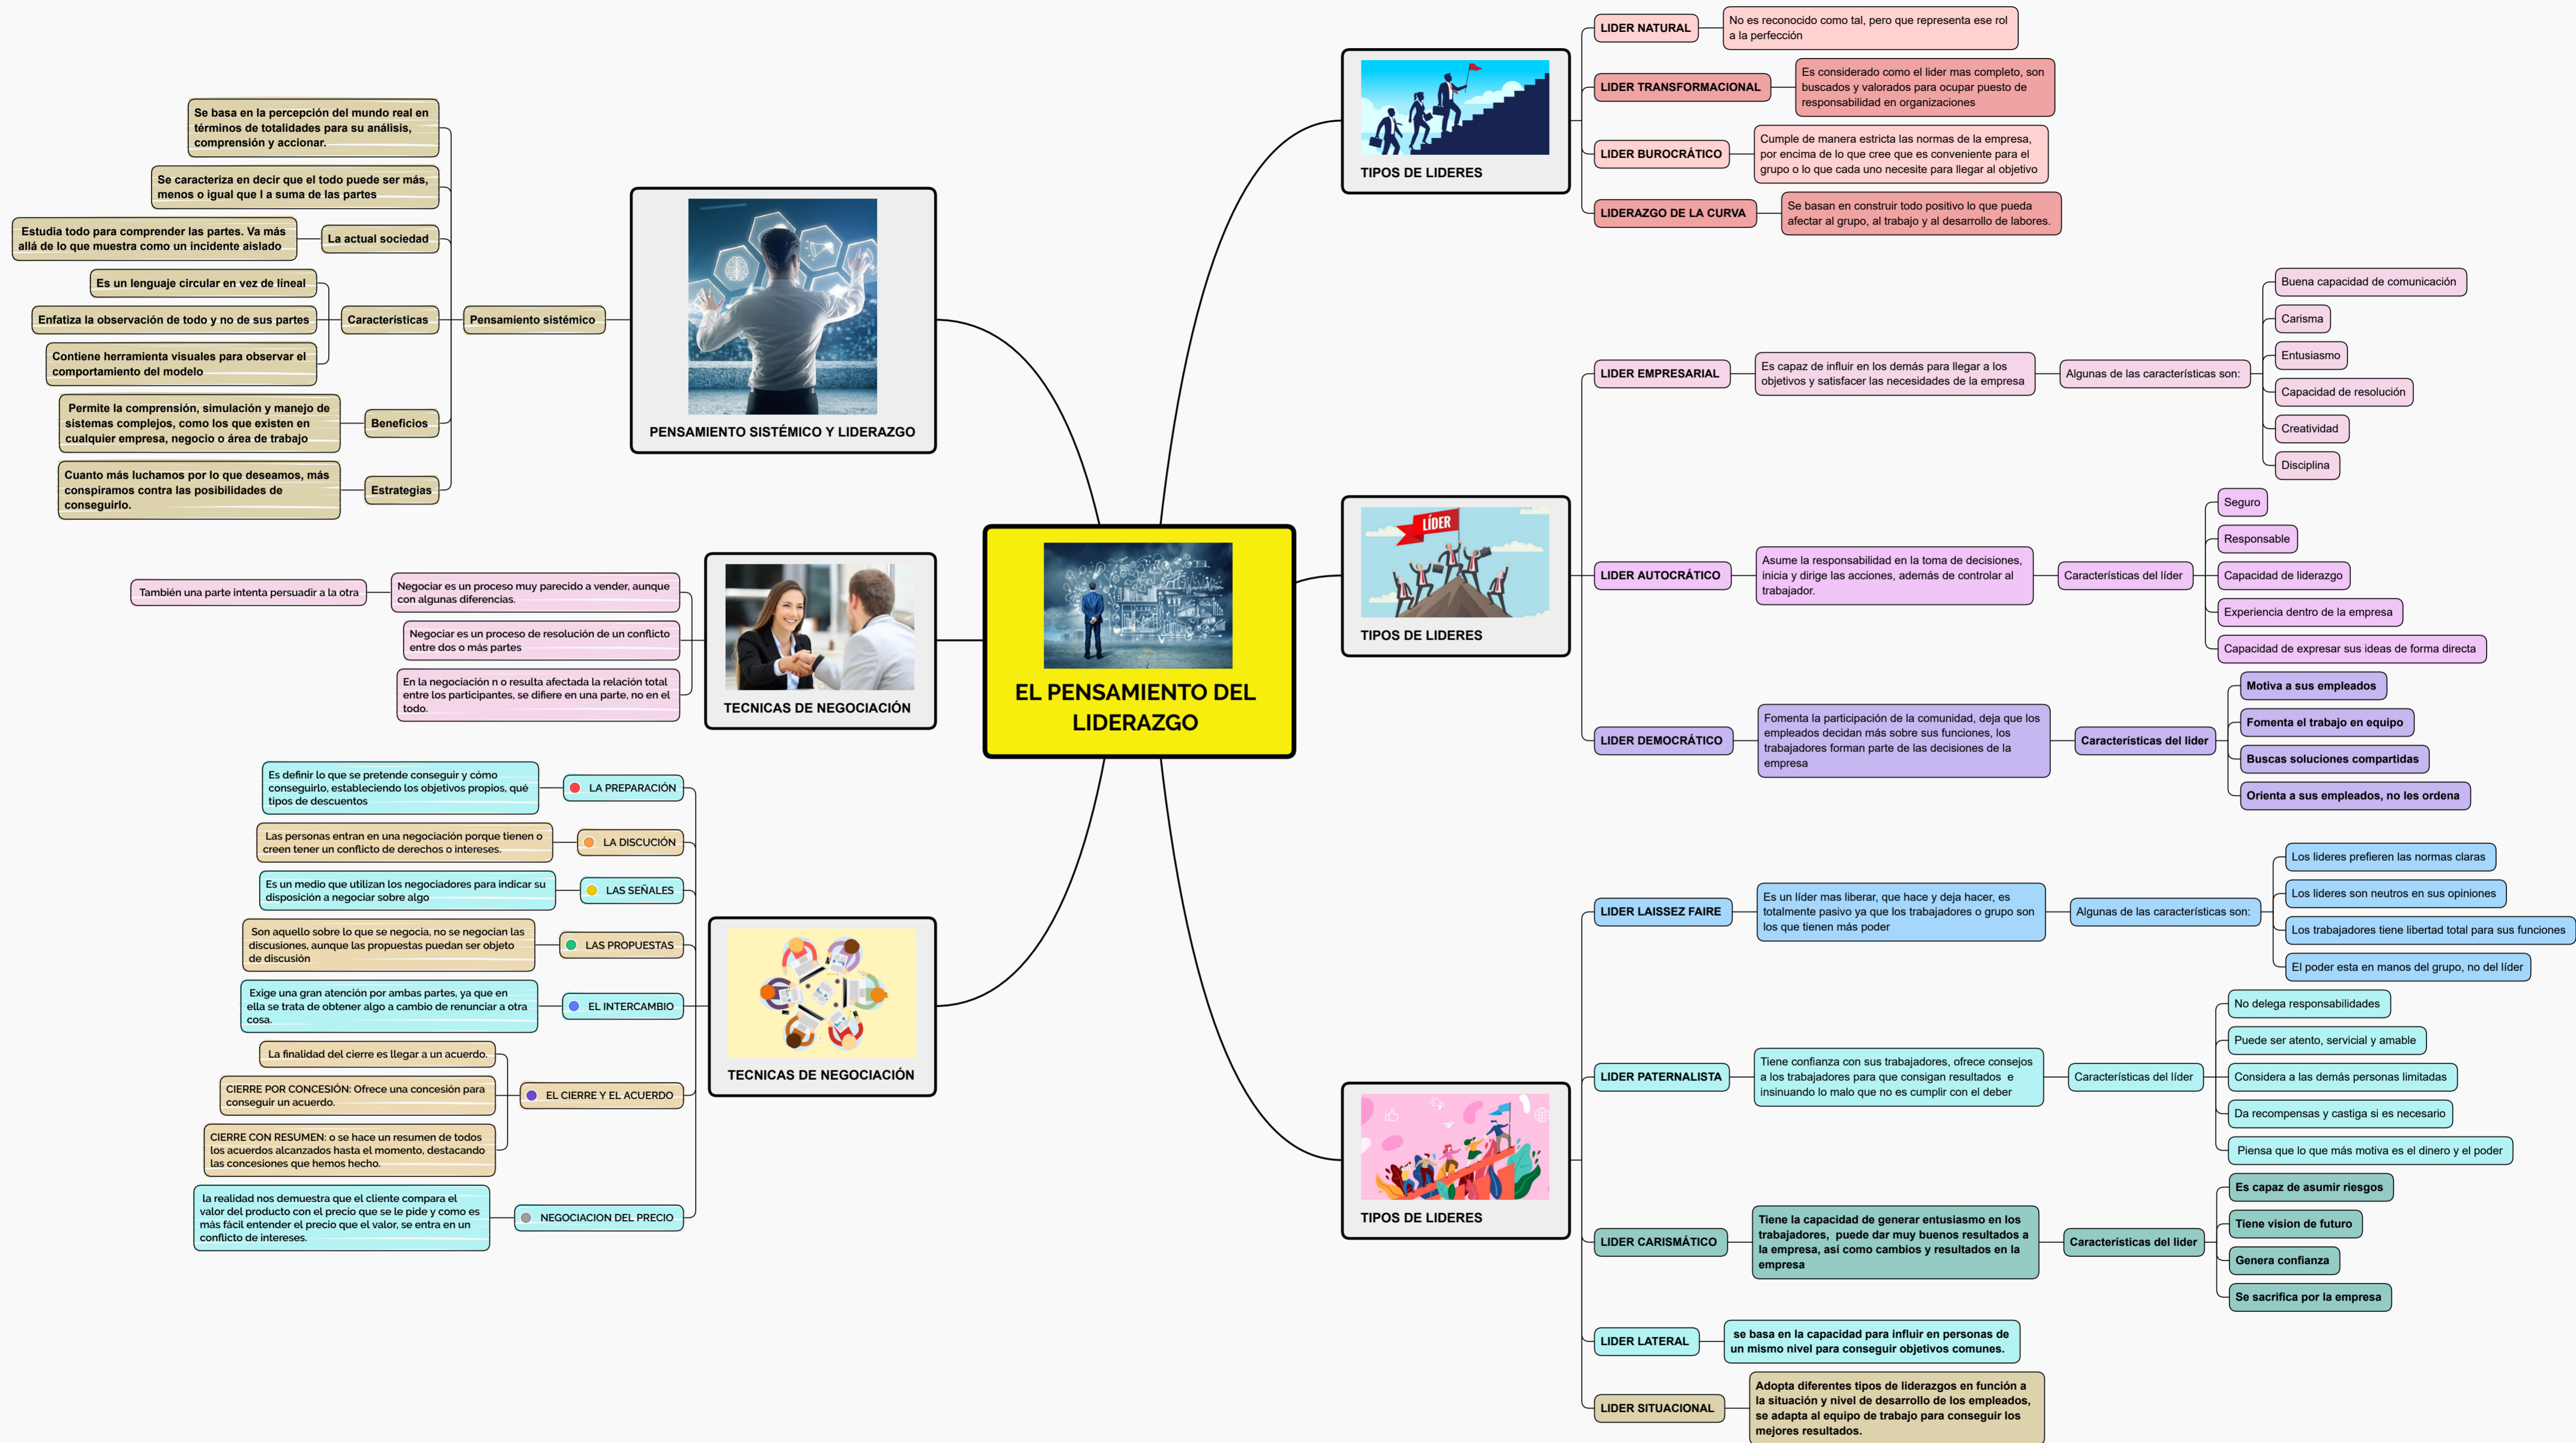 EL PENSAMIENTO DEL
LIDERAZGO
TIPOS DE LIDERES
LIDER NATURAL
No es reconocido como tal, pero que representa ese rol
a la perfección
LIDER TRANSFORMACIONAL
Es considerado como el lider mas completo, son
buscados y valorados para ocupar puesto de
responsabilidad en organizaciones
LIDER BUROCRÁTICO
Cumple de manera estricta las normas de la empresa,
por encima de lo que cree que es conveniente para el
grupo o lo que cada uno necesite para llegar al objetivo
LIDERAZGO DE LA CURVA
Se basan en construir todo positivo lo que pueda
afectar al grupo, al trabajo y al desarrollo de labores.
LÍDER
TIPOS DE LIDERES
LIDER EMPRESARIAL
Es capaz de influir en los demás para llegar a los
objetivos y satisfacer las necesidades de la empresa
Algunas de las características son:
Buena capacidad de comunicación
Carisma
Entusiasmo
Capacidad de resolución
Creatividad
Disciplina
LIDER AUTOCRÁTICO
Asume la responsabilidad en la toma de decisiones,
inicia y dirige las acciones, además de controlar al
trabajador.
Características del líder
Seguro
Responsable
Capacidad de liderazgo
Experiencia dentro de la empresa
Capacidad de expresar sus ideas de forma directa
LIDER DEMOCRÁTICO
Fomenta la participación de la comunidad, deja que los
empleados decidan más sobre sus funciones, los
trabajadores forman parte de las decisiones de la
empresa
Características del lider
Motiva a sus empleados
Fomenta el trabajo en equipo
Buscas soluciones compartidas
Orienta a sus empleados, no les ordena
TIPOS DE LIDERES
LIDER LAISSEZ FAIRE
Es un líder mas liberar, que hace y deja hacer, es
totalmente pasivo ya que los trabajadores o grupo son
los que tienen más poder
Algunas de las características son:
Los lideres prefieren las normas claras
Los lideres son neutros en sus opiniones
Los trabajadores tiene libertad total para sus funciones
El poder esta en manos del grupo, no del líder
LIDER PATERNALISTA
Tiene confianza con sus trabajadores, ofrece consejos
a los trabajadores para que consigan resultados e
insinuando lo malo que no es cumplir con el deber
Características del líder
No delega responsabilidades
Puede ser atento, servicial y amable
Considera a las demás personas limitadas
Da recompensas y castiga si es necesario
Piensa que lo que más motiva es el dinero y el poder
LIDER CARISMÁTICO
Tiene la capacidad de generar entusiasmo en los
trabajadores, puede dar muy buenos resultados a
la empresa, así como cambios y resultados en la
empresa
Características del lider
Es capaz de asumir riesgos
Tiene vision de futuro
Genera confianza
Se sacrifica por la empresa
LIDER LATERAL
se basa en la capacidad para influir en personas de
un mismo nivel para conseguir objetivos comunes.
LIDER SITUACIONAL
Adopta diferentes tipos de liderazgos en función a
la situación y nivel de desarrollo de los empleados,
se adapta al equipo de trabajo para conseguir los
mejores resultados.
PENSAMIENTO SISTÉMICO Y LIDERAZGO
Pensamiento sistémico
Se basa en la percepción del mundo real en
términos de totalidades para su análisis,
comprensión y accionar.
Se caracteriza en decir que el todo puede ser más,
menos o igual que l a suma de las partes
La actual sociedad
Estudia todo para comprender las partes. Va más
allá de lo que muestra como un incidente aislado
Características
Es un lenguaje circular en vez de líneal
Enfatiza la observación de todo y no de sus partes
Contiene herramienta visuales para observar el
comportamiento del modelo
Beneficios
Permite la comprensión, simulación y manejo de
sistemas complejos, como los que existen en
cualquier empresa, negocio o área de trabajo
Estrategias
Cuanto más luchamos por lo que deseamos, más
conspiramos contra las posibilidades de
conseguirlo.
TECNICAS DE NEGOCIACIÓN
Negociar es un proceso muy parecido a vender, aunque
con algunas diferencias.
También una parte intenta persuadir a la otra
Negociar es un proceso de resolución de un conflicto
entre dos o más partes
En la negociación n o resulta afectada la relación total
entre los participantes, se difiere en una parte, no en el
todo.
TECNICAS DE NEGOCIACIÓN
LA PREPARACIÓN
Es definir lo que se pretende conseguir y cómo
conseguirlo, estableciendo los objetivos propios, qué
tipos de descuentos
LA DISCUCIÓN
Las personas entran en una negociación porque tienen o
creen tener un conflicto de derechos o intereses.
LAS SEÑALES
Es un medio que utilizan los negociadores para indicar su
disposición a negociar sobre algo
LAS PROPUESTAS
Son aquello sobre lo que se negocia, no se negocian las
discusiones, aunque las propuestas puedan ser objeto
de discusión
EL INTERCAMBIO
Exige una gran atención por ambas partes, ya que en
ella se trata de obtener algo a cambio de renunciar a otra
cosa.
EL CIERRE Y EL ACUERDO
La finalidad del cierre es llegar a un acuerdo.
CIERRE POR CONCESIÓN: Ofrece una concesión para
conseguir un acuerdo.
CIERRE CON RESUMEN: o se hace un resumen de todos
los acuerdos alcanzados hasta el momento, destacando
las concesiones que hemos hecho.
NEGOCIACION DEL PRECIO
la realidad nos demuestra que el cliente compara el
valor del producto con el precio que se le pide y como es
más fácil entender el precio que el valor, se entra en un
conflicto de intereses.